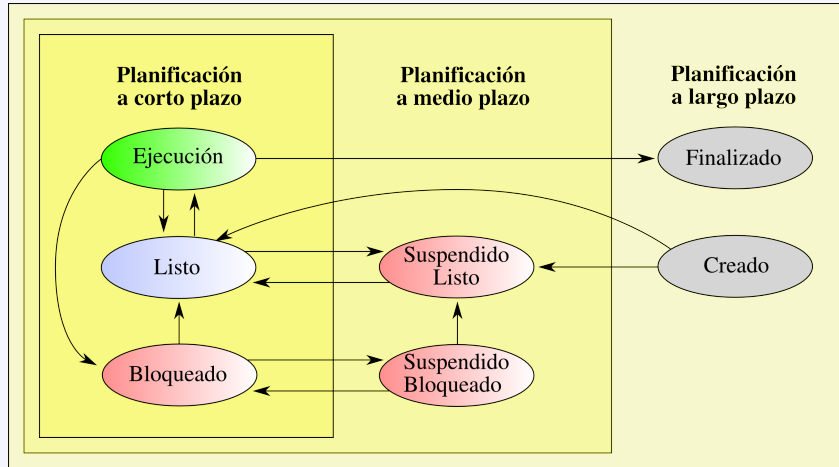 Planificación
a corto plazo
Planificación
a medio plazo
Planificación
a largo plazo
Ejecución
Finalizado
Listo
Suspendido
Listo
Creado
Bloqueado
Suspendido
Bloqueado